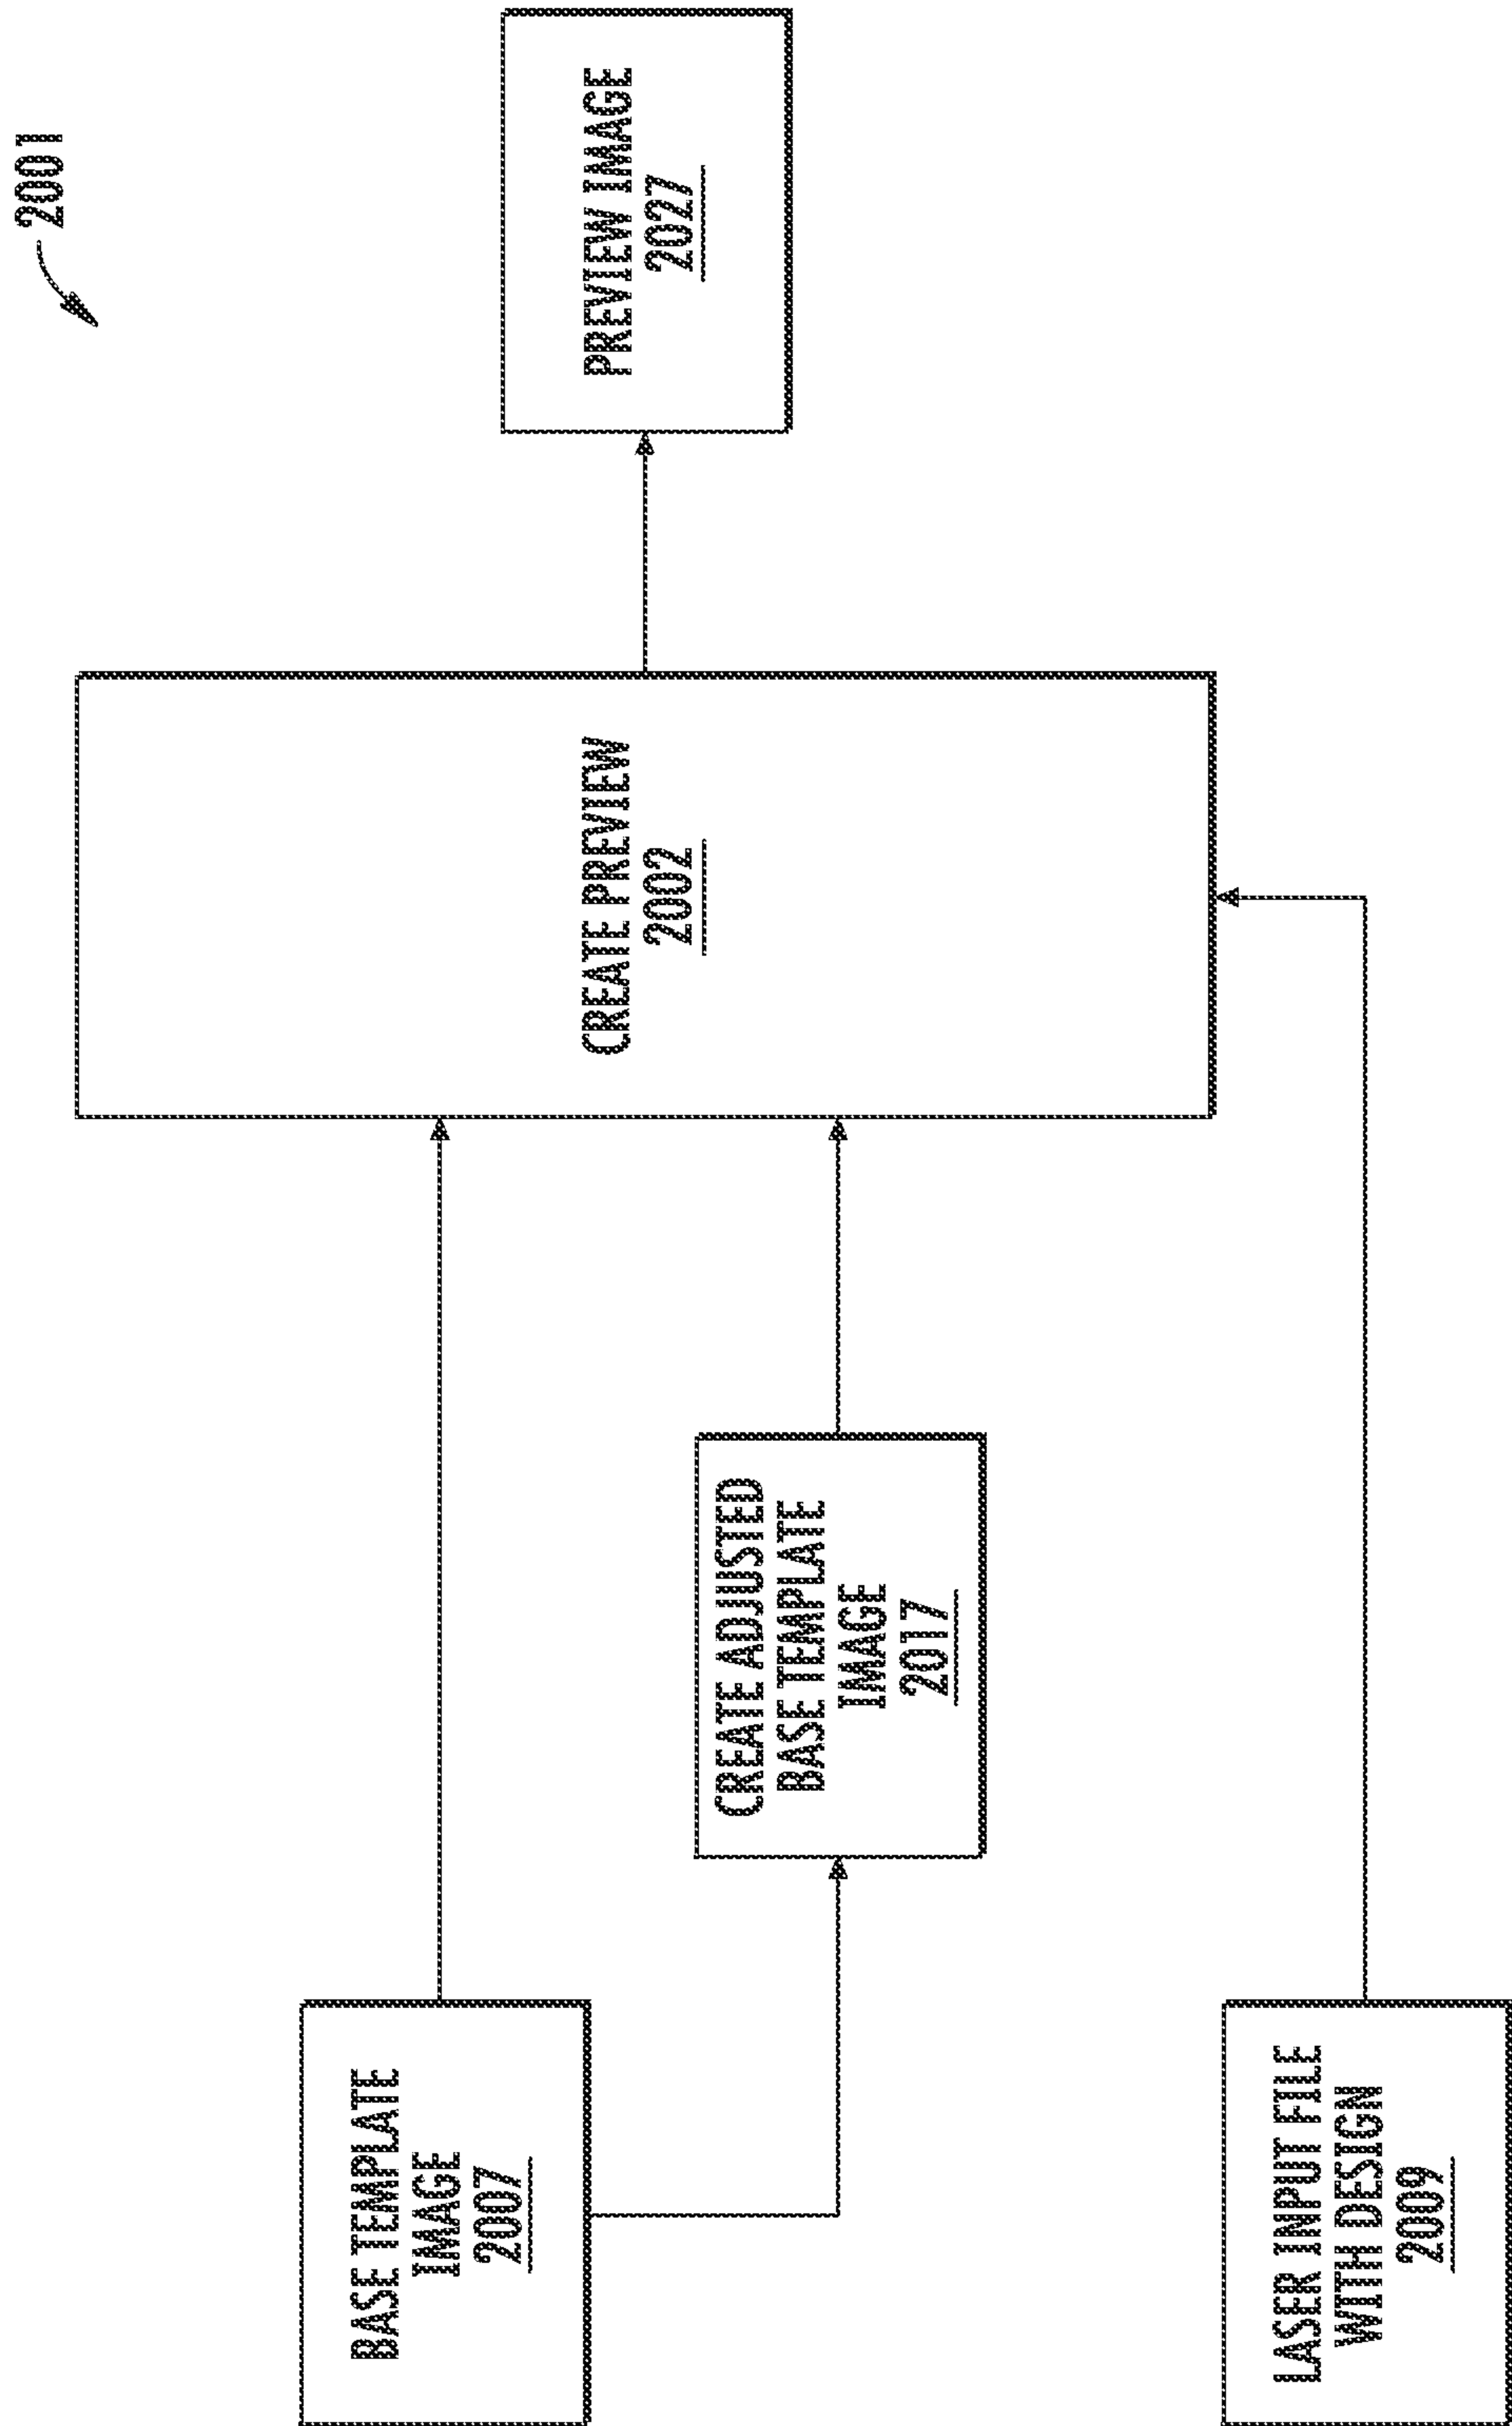 2001
BASE TEMPLATE
IMAGE
2007
CREATE ADJUSTED
BASE TEMPLATE
IMAGE
2017
LASER INPUT FILE
WITH DESIGN
2009
CREATE PREVIEW
2002
PREVIEW IMAGE
2027